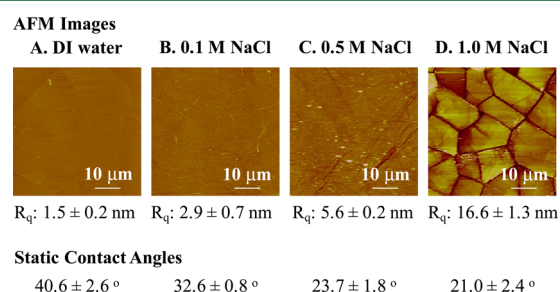 AFM Images
A. DI water B. 0.1 M NaCl C. 0.5 M NaCl D. 1.0 M NaCl
10 μm 10 μm 10 μm 10 μm
Rq: 1.5 ± 0.2 nm Rq: 2.9 ± 0.7 nm Rq: 5.6 ± 0.2 nm Rq: 16.6 ± 1.3 nm
Static Contact Angles
40.6 ± 2.6 º 32.6 ± 0.8 º 23.7 ± 1.8 º 21.0 ± 2.4 º